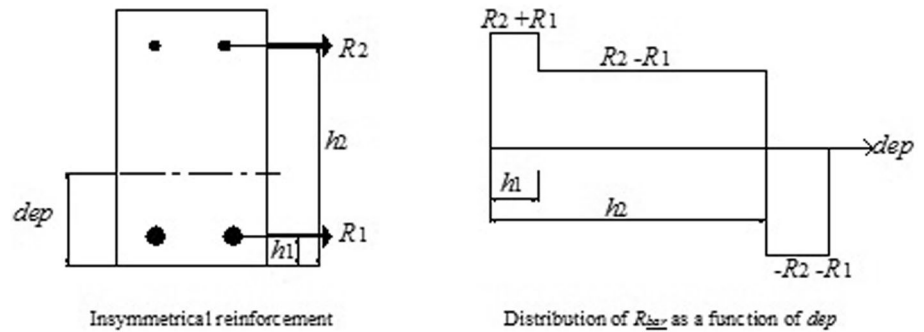 R2
h2
dep
R1
h1
Insymmetrical reinforcement
R2 +R1
R2 -R1
dep
h1
h2
-R2 -R1
Distribution of Rbar as a function of dep